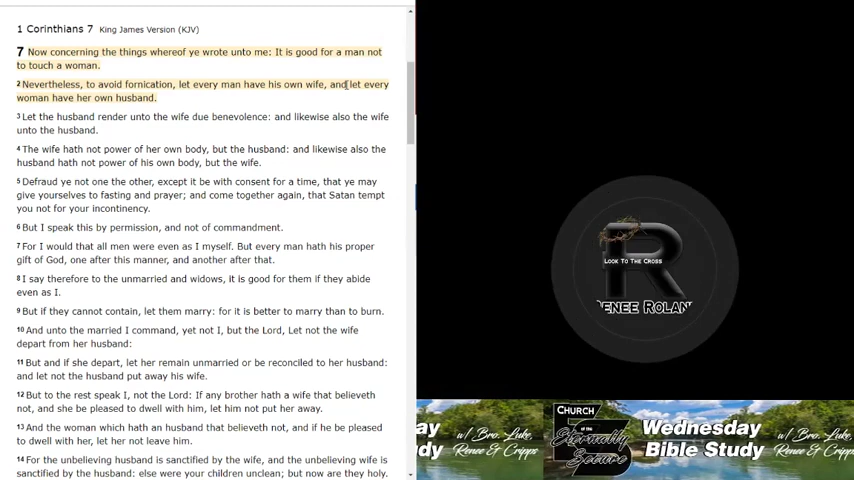 1 Corinthians 7 King James Version (KJV)
7 Now concerning the things whereof ye wrote unto me: It is good for a man not
to touch a woman.
2 Nevertheless, to avoid fornication, let every man have his own wife, and let every
woman have her own husband.
3 Let the husband render unto the wife due benevolence: and likewise also the wife
unto the husband.
4 The wife hath not power of her own body, but the husband: and likewise also the
husband hath not power of his own body, but the wife.
5 Defraud ye not one the other, except it be with consent for a time, that ye may
give yourselves to fasting and prayer; and come together again, that Satan tempt
you not for your incontinency.
6 But I speak this by permission, and not of commandment.
7 For I would that all men were even as I myself. But every man hath his proper
gift of God, one after this manner, and another after that.
8 I say therefore to the unmarried and widows, it is good for them if they abide
even as I.
9 But if they cannot contain, let them marry: for it is better to marry than to burn.
10 And unto the married I command, yet not I, but the Lord, Let not the wife
depart from her husband:
11 But and if she depart, let her remain unmarried or be reconciled to her husband:
and let not the husband put away his wife.
12 But to the rest speak I, not the Lord: If any brother hath a wife that believeth
not, and she be pleased to dwell with him, let him not put her away.
13 And the woman which hath an husband that believeth not, and if he be pleased
to dwell with her, let her not leave him.
14 For the unbelieving husband is sanctified by the wife, and the unbelieving wife is
sanctified by the husband: else were your children unclean; but now are they holy.
R
LOOK TO THE CROSS
RENEE ROLAN
ay w/ Bro. Luke,
dy Renee & Cripps
CHURCH
of the
Eternally
Secure
Wednesday
Bible Study
w/ Bro. Luke,
Renee & Cripps